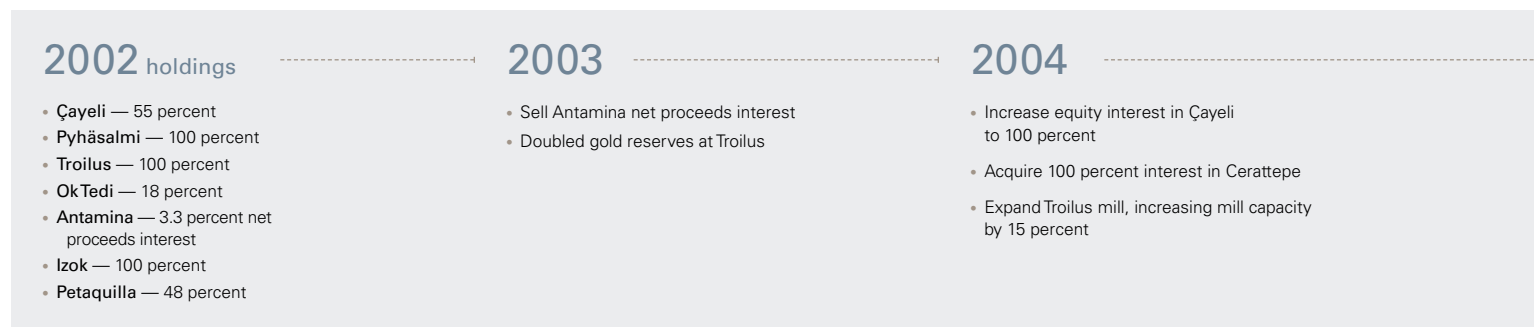 2002 holdings
• Çayeli — 55 percent
• Pyhäsalmi — 100 percent
• Troilus — 100 percent
• Ok Tedi — 18 percent
• Antamina — 3.3 percent net
proceeds interest
• Izok — 100 percent
• Petaquilla — 48 percent
2003
• Sell Antamina net proceeds interest
• Doubled gold reserves at Troilus
2004
• Increase equity interest in Çayeli
to 100 percent
• Acquire 100 percent interest in Cerattepe
• Expand Troilus mill, increasing mill capacity
by 15 percent